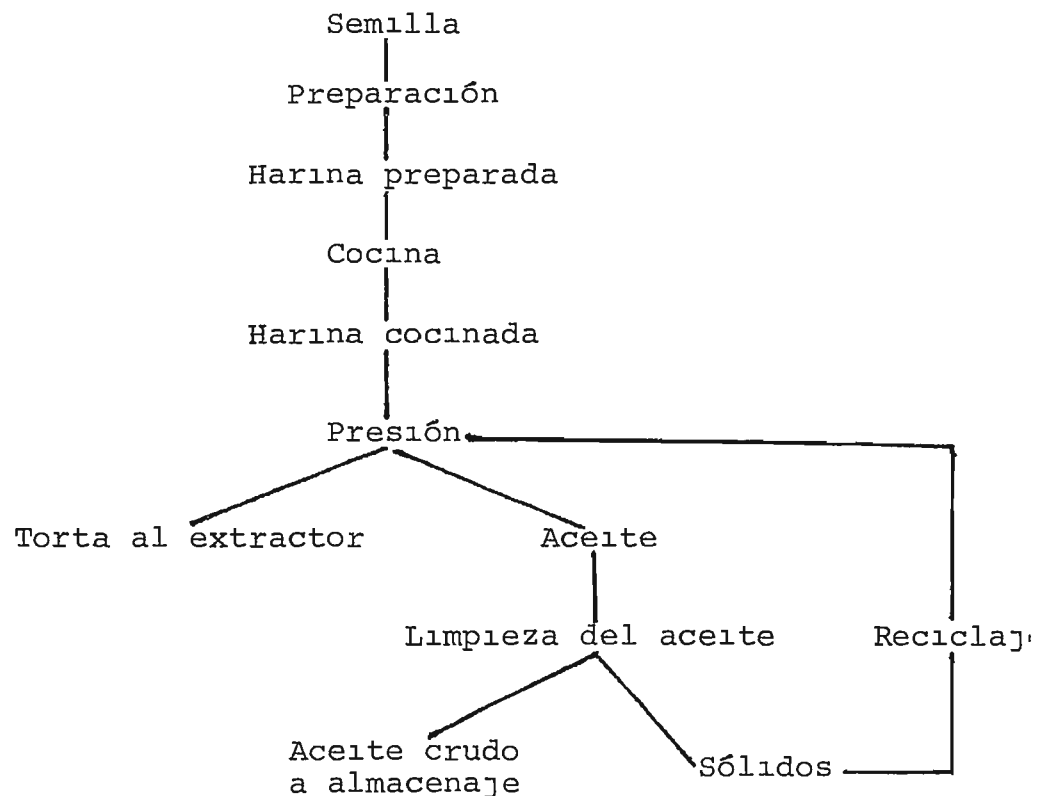 Semilla
Preparación
Harina preparada
Cocina
Harina cocinada
Presión
Torta al extractor
Aceite
Limpieza del aceite
Reciclaj
Aceite crudo
a almacenaje
Sólidos